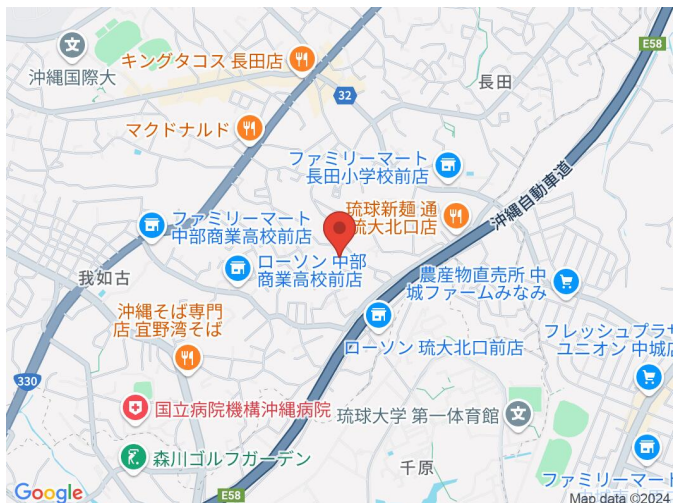 E58
沖縄国際大
キングタコス 長田店
長田
32
マクドナルド
ファミリーマート
長田小学校前店
沖縄自動車道
琉球新麺 通
琉大北口店
ファミリーマート
中部商業高校前店
ローソン 中部
商業高校前店
我如古
農産物直売所 中
城ファームみなみ
沖縄そば専門
店 宜野湾そば
ローソン 琉大北口前店
フレッシュプラザ
ユニオン 中城店
330
国立病院機構沖縄病院
琉球大学 第一体育館
森川ゴルフガーデン
千原
ファミリーマート
Google
E58
Map data ©2024